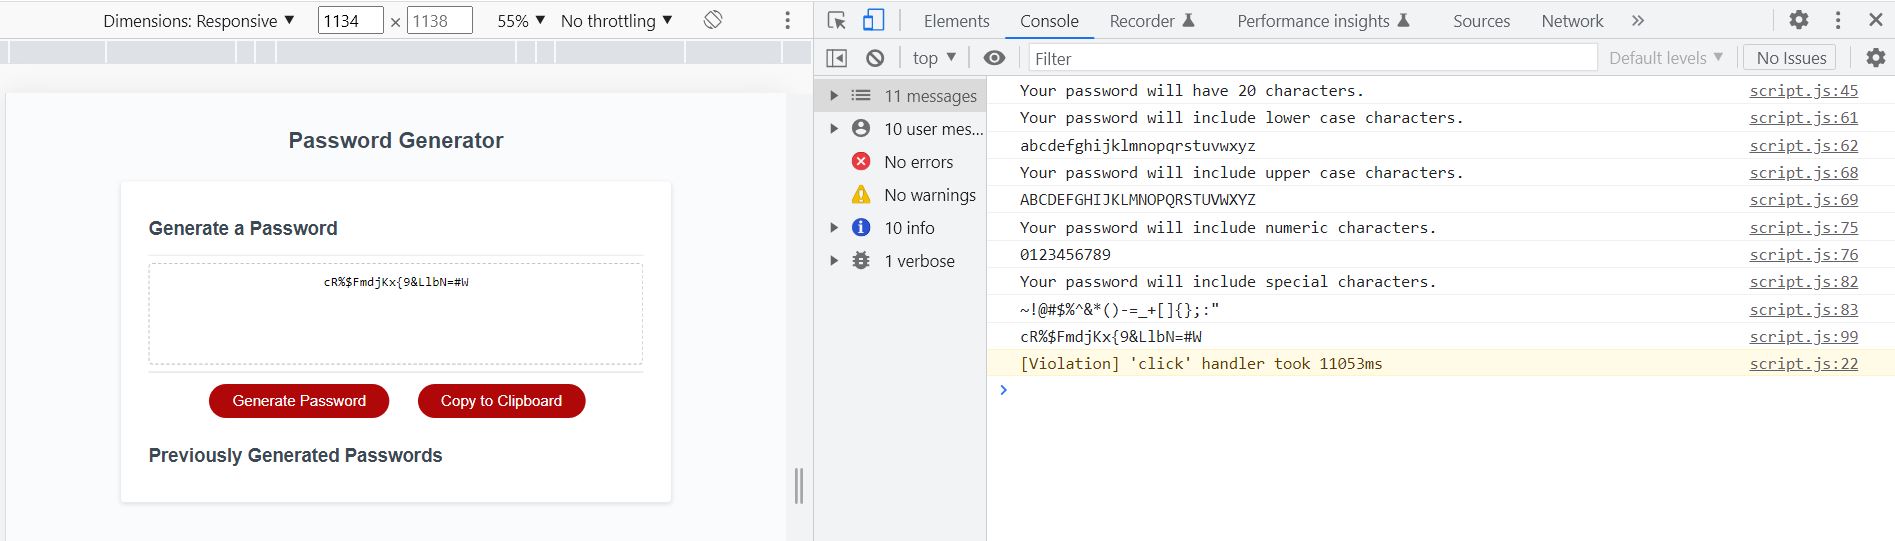 Dimensions: Responsive ▼ 1134 × 1138 55% ▼ No throttling ▼
Password Generator
Generate a Password
cR%$FmdjKx{9&LlbN=#W
Generate Password Copy to Clipboard
Previously Generated Passwords
Elements Console Recorder Performance insights Sources Network »
top ▼ Filter Default levels ▼ No Issues
11 messages
10 user mes...
No errors
No warnings
10 info
1 verbose
Your password will have 20 characters. script.js:45
Your password will include lower case characters. script.js:61
abcdefghijklmnopqrstuvwxyz script.js:62
Your password will include upper case characters. script.js:68
ABCDEFGHIJKLMNOPQRSTUVWXYZ script.js:69
Your password will include numeric characters. script.js:75
0123456789 script.js:76
Your password will include special characters. script.js:82
~!@#$%^&*()-=_+[]{};:" script.js:83
cR%$FmdjKx{9&LlbN=#W script.js:99
[Violation] 'click' handler took 11053ms script.js:22